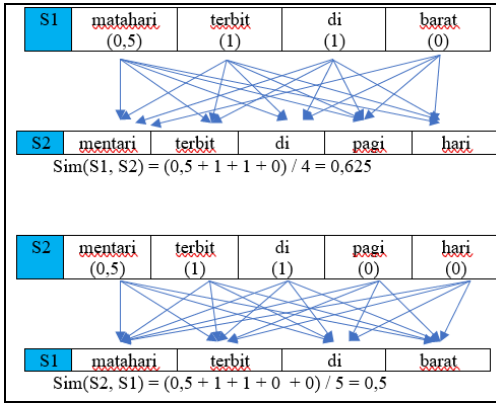 S1 matahari terbit di barat
(0,5) (1) (1) (0)
S2 mentari terbit di pagi hari
Sim(S1, S2) = (0,5 + 1 + 1 + 0) / 4 = 0,625
S2 mentari terbit di pagi hari
(0,5) (1) (1) (0) (0)
S1 matahari terbit di barat
Sim(S2, S1) = (0,5 + 1 + 1 + 0 + 0) / 5 = 0,5